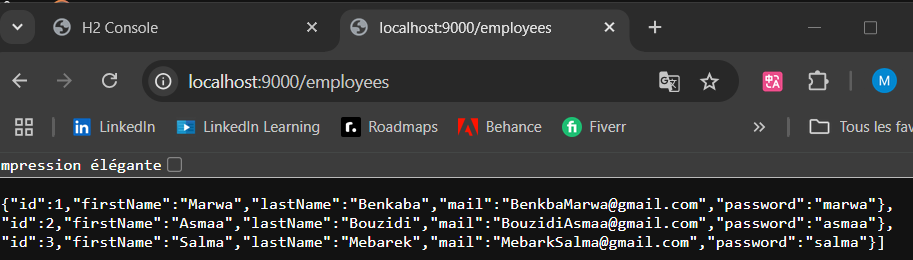 H2 Console
localhost:9000/employees
localhost:9000/employees
M
LinkedIn
LinkedIn Learning
Roadmaps
Behance
Fiverr
Tous les fav
mpression élégante
{"id":1,"firstName":"Marwa","lastName":"Benkaba","mail":"BenkbaMarwa@gmail.com","password":"marwa"},
"id":2,"firstName":"Asmaa","lastName":"Bouzidi","mail":"BouzidiAsmaa@gmail.com","password":"asmaa"},
"id":3,"firstName":"Salma","lastName":"Mebarek","mail":"MebarkSalma@gmail.com","password":"salma"}]